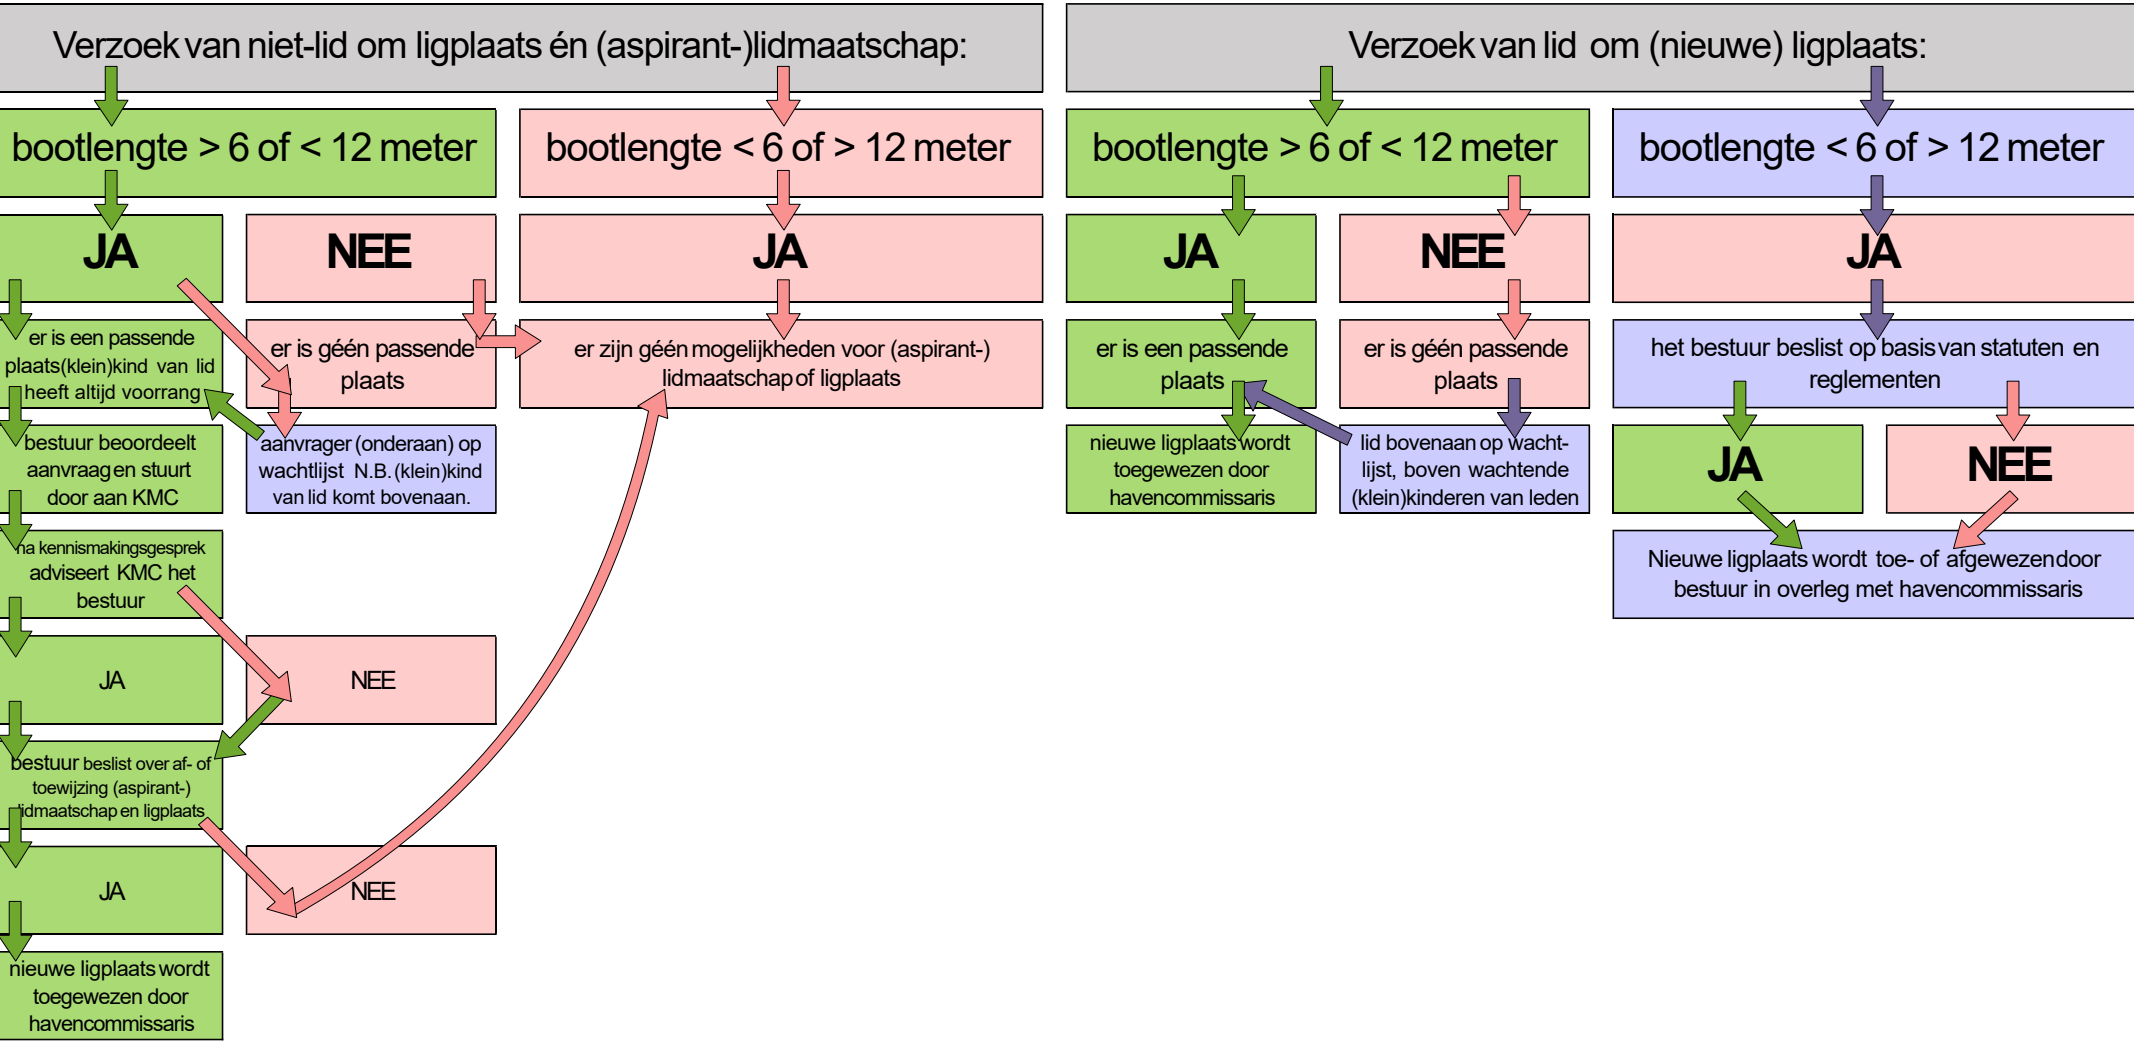 Verzoek van niet-lid om ligplaats én (aspirant-)lidmaatschap:
bootlengte > 6 of < 12 meter
bootlengte < 6 of > 12 meter
JA
NEE
JA
er is een passende
plaats(klein)kind van lid
heeft altijd voorrang
er is géén passende
plaats
er zijn géén mogelijkheden voor (aspirant-)
lidmaatschap of ligplaats
bestuur beoordeelt
aanvraag en stuurt
door aan KMC
aanvrager (onderaan) op
wachtlijst N.B. (klein)kind
van lid komt bovenaan.
na kennismakingsgesprek
adviseert KMC het
bestuur
JA
NEE
bestuur beslist over af- of
toewijzing (aspirant-)
lidmaatschap en ligplaats
JA
NEE
nieuwe ligplaats wordt
toegewezen door
havencommissaris
Verzoek van lid om (nieuwe) ligplaats:
bootlengte > 6 of < 12 meter
bootlengte < 6 of > 12 meter
JA
NEE
JA
er is een passende
plaats
er is géén passende
plaats
het bestuur beslist op basis van statuten en
reglementen
nieuwe ligplaats wordt
toegewezen door
havencommissaris
lid bovenaan op wacht-
lijst, boven wachtende
(klein)kinderen van leden
JA
NEE
Nieuwe ligplaats wordt toe- of afgewezen door
bestuur in overleg met havencommissaris